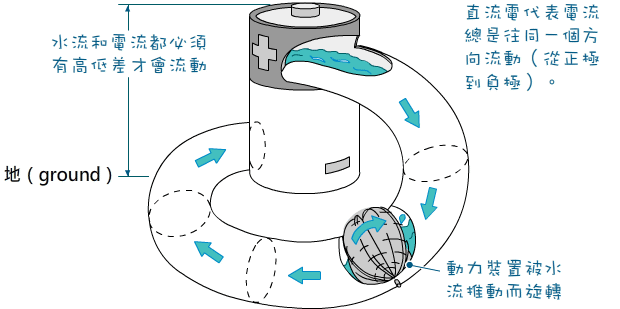 水流和電流都必須
有高低差才會流動
直流電代表電流
總是往同一個方
向流動（從正極
到負極）。
地（ground）
動力裝置被水
流推動而旋轉